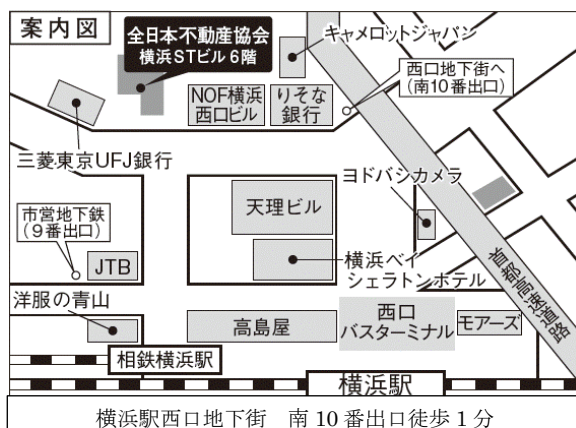 案内図
全日本不動産協会
横浜STビル6階
キャメロットジャパン
西口地下街へ
(南10番出口)
NOF横浜
西口ビル
りそな
銀行
三菱東京UFJ銀行
ヨドバシカメラ
天理ビル
市営地下鉄
(9番出口)
JTB
横浜ベイ
シェラトンホテル
首都高速道路
洋服の青山
高島屋
西口
バスターミナル
モアーズ
相鉄横浜駅
横浜駅
横浜駅西口地下街 南10番出口徒歩1分